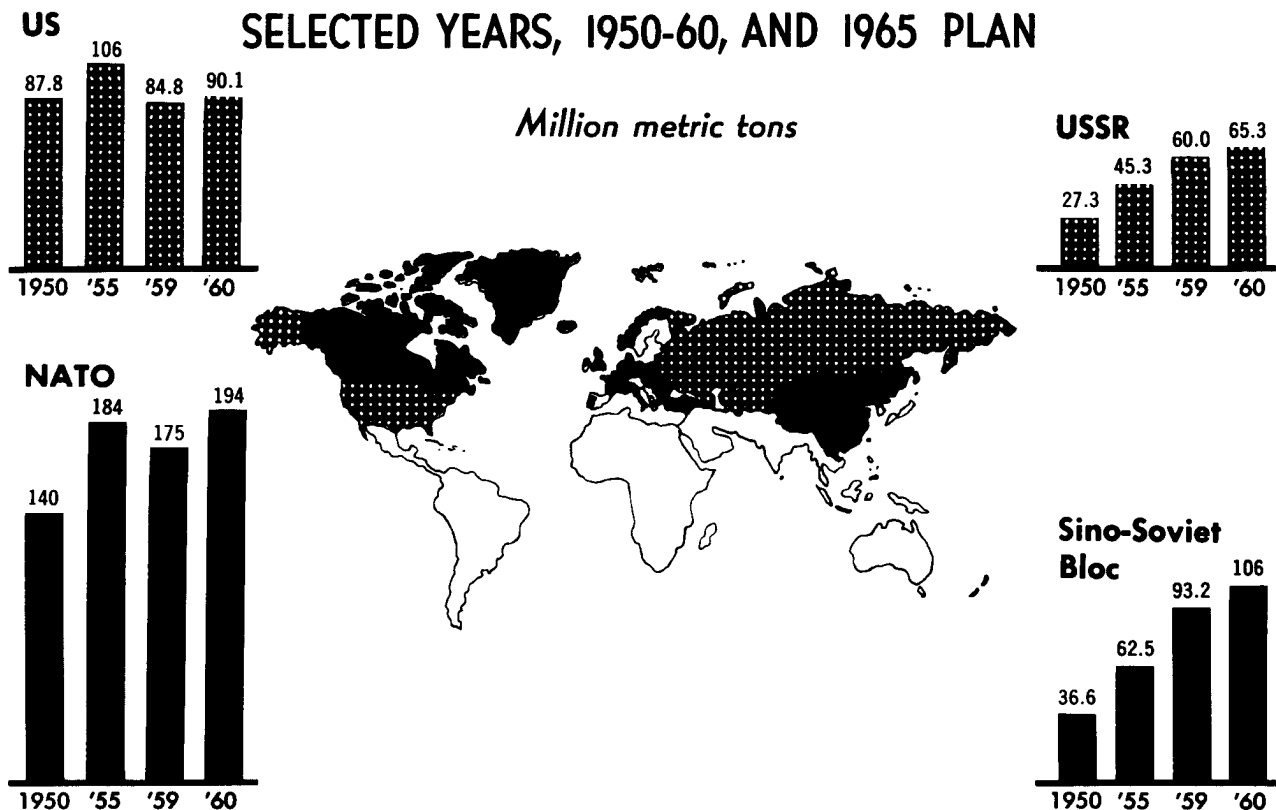 SELECTED YEARS, 1950-60, AND 1965 PLAN
Million metric tons
US
87.8 106 84.8 90.1
1950 '55 '59 '60
USSR
27.3 45.3 60.0 65.3
1950 '55 '59 '60
NATO
140 184 175 194
1950 '55 '59 '60
Sino-Soviet
Bloc
36.6 62.5 93.2 106
1950 '55 '59 '60